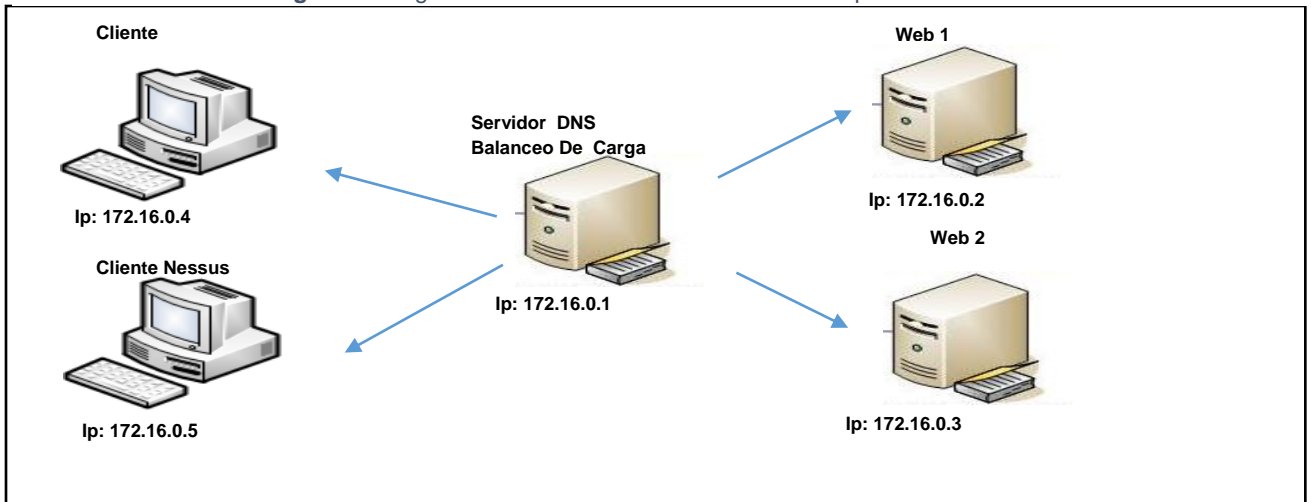 Cliente
Web 1
Servidor DNS
Balanceo De Carga
Ip: 172.16.0.4
Ip: 172.16.0.2
Web 2
Cliente Nessus
Ip: 172.16.0.1
Ip: 172.16.0.5
Ip: 172.16.0.3